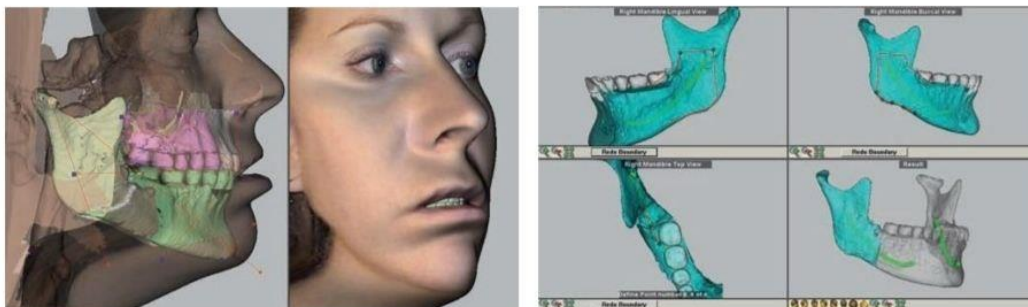 Right Mandible Lingual View
Right Mandible Buccal View
Redo Boundary
Redo Boundary
Right Mandible Top View
Result
Redo Boundary